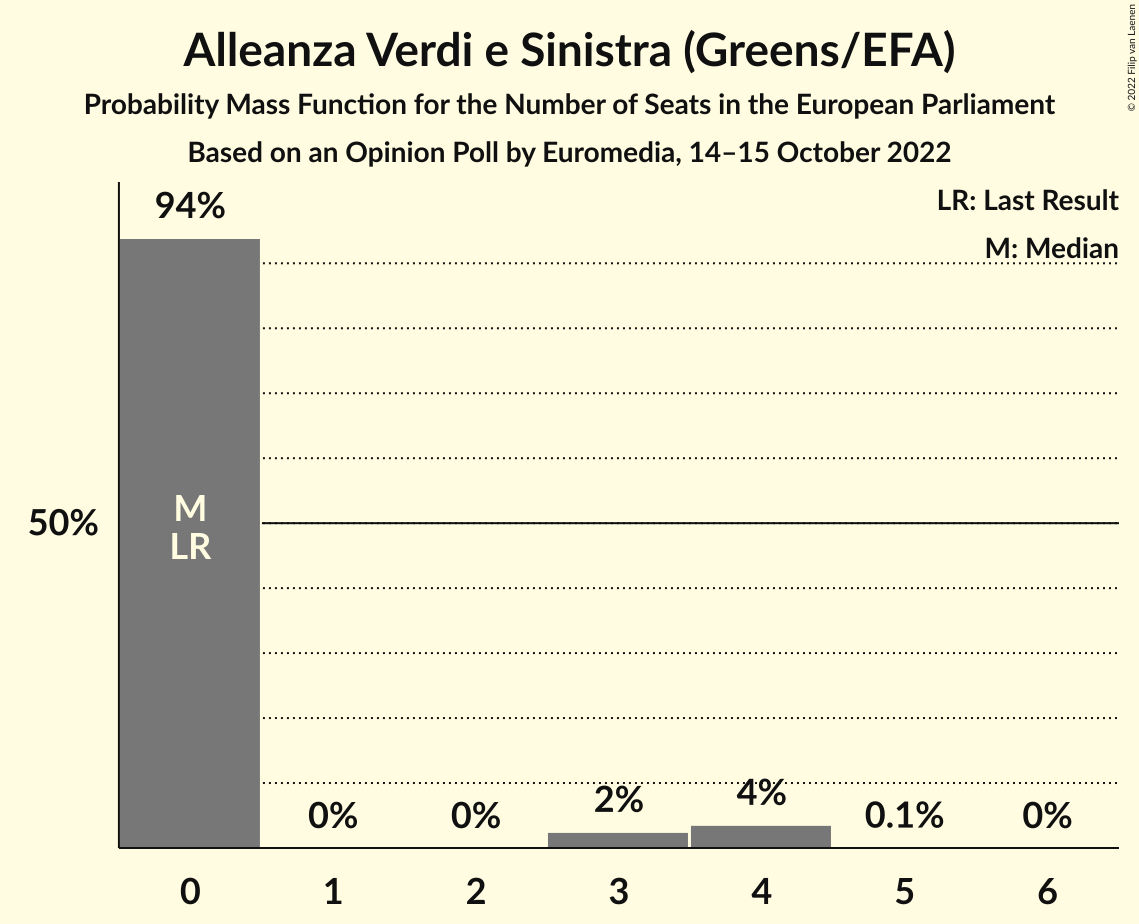 Alleanza Verdi e Sinistra (Greens/EFA)
Probability Mass Function for the Number of Seats in the European Parliament
Based on an Opinion Poll by Euromedia, 14–15 October 2022
© 2022 Filip van Laenen
LR: Last Result
M: Median
94%
50%
M
LR
0%
0%
2%
4%
0.1%
0%
0
1
2
3
4
5
6